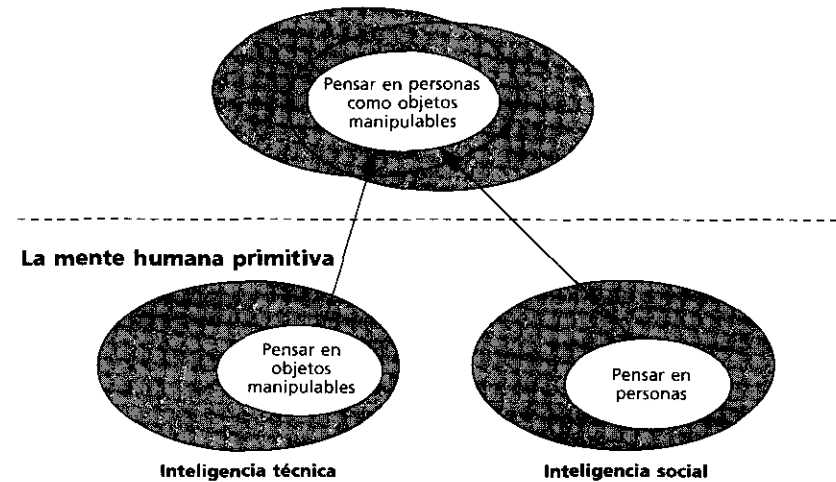 Pensar en personas
como objetos
manipulables
La mente humana primitiva
Pensar en
objetos
manipulables
Pensar en
personas
Inteligencia técnica
Inteligencia social